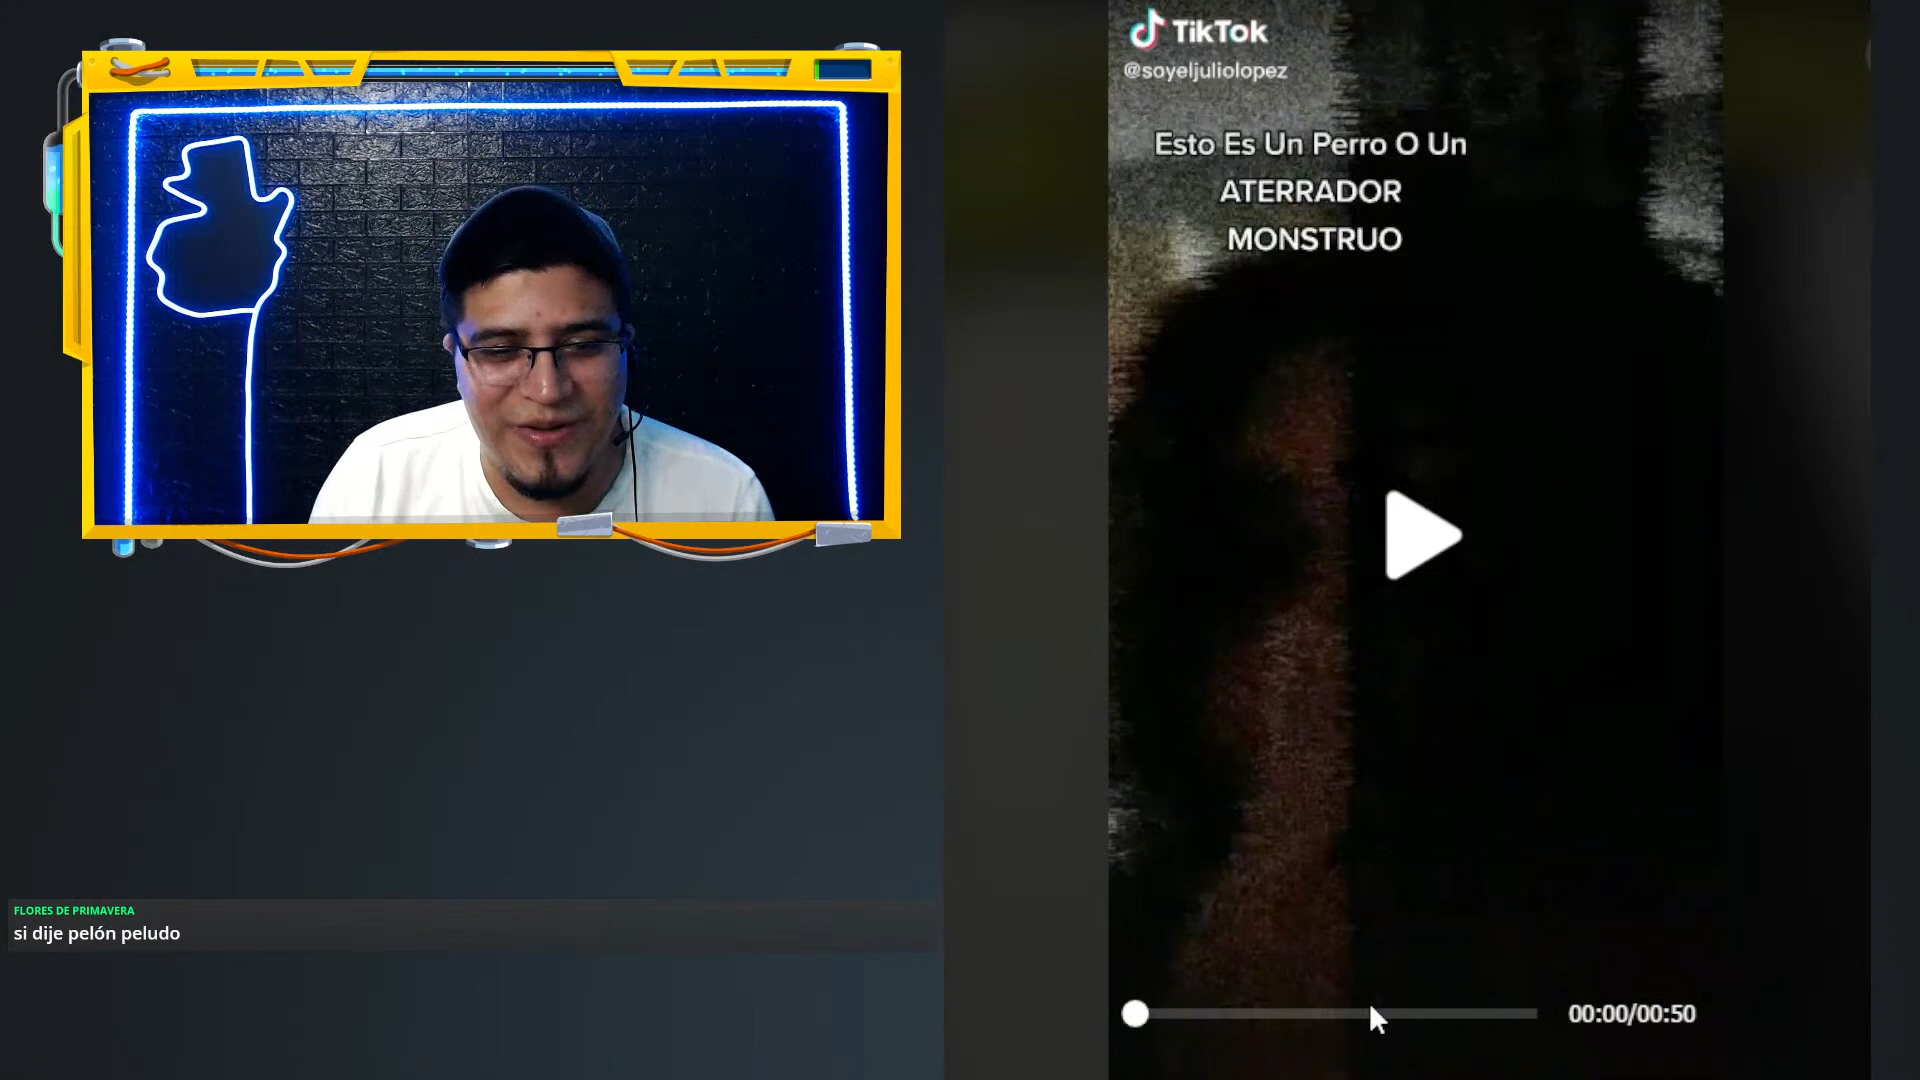 TikTok
@soyeljuliolopez
Esto Es Un Perro O Un
ATERRADOR
MONSTRUO
FLORES DE PRIMAVERA
si dije pelón peludo
00:00/00:50